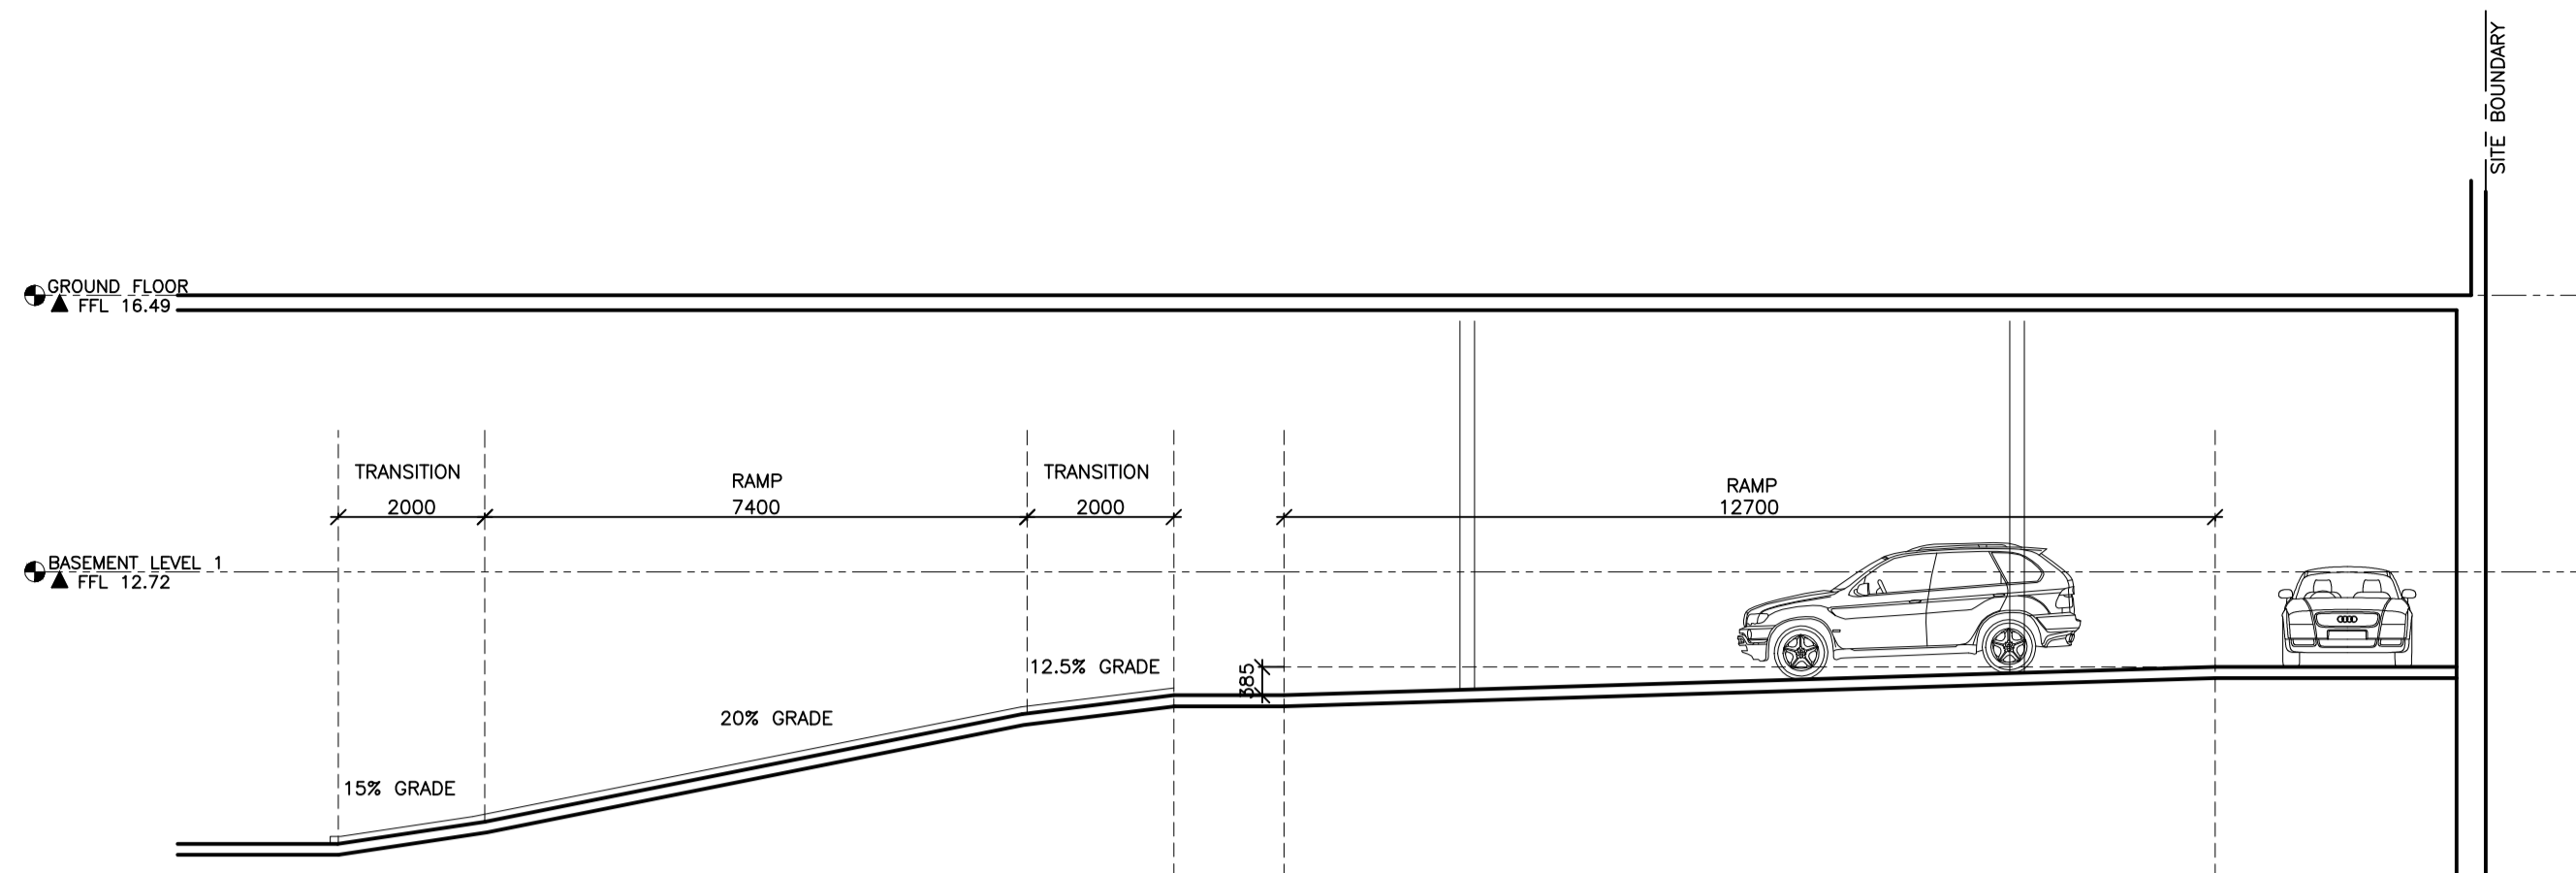 SITE BOUNDARY
GROUND FLOOR
FFL 16.49
TRANSITION
2000
RAMP
7400
TRANSITION
2000
RAMP
12700
BASEMENT LEVEL 1
FFL 12.72
12.5% GRADE
385
20% GRADE
15% GRADE